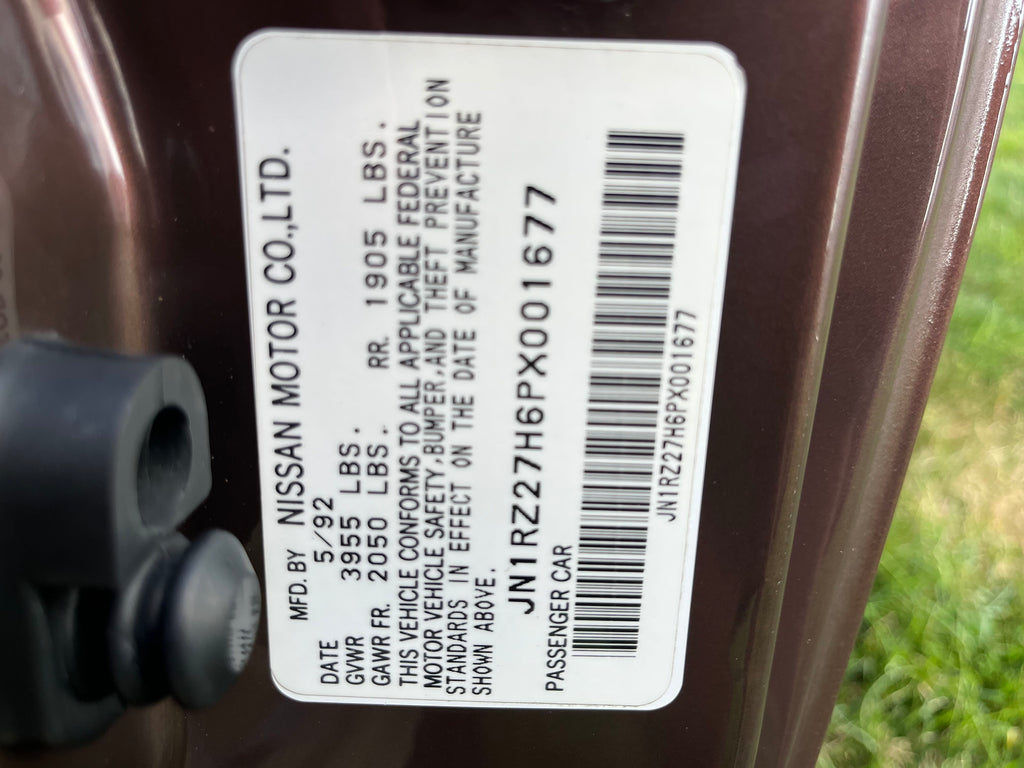 MFD. BY NISSAN MOTOR CO.,LTD.
DATE 5/92
GVWR 3955 LBS.
GAWR FR. 2050 LBS. RR. 1905 LBS.
THIS VEHICLE CONFORMS TO ALL APPLICABLE FEDERAL
MOTOR VEHICLE SAFETY,BUMPER,AND THEFT PREVENTION
STANDARDS IN EFFECT ON THE DATE OF MANUFACTURE
SHOWN ABOVE.
JN1RZ27H6PX001677
PASSENGER CAR
JN1RZ27H6PX001677